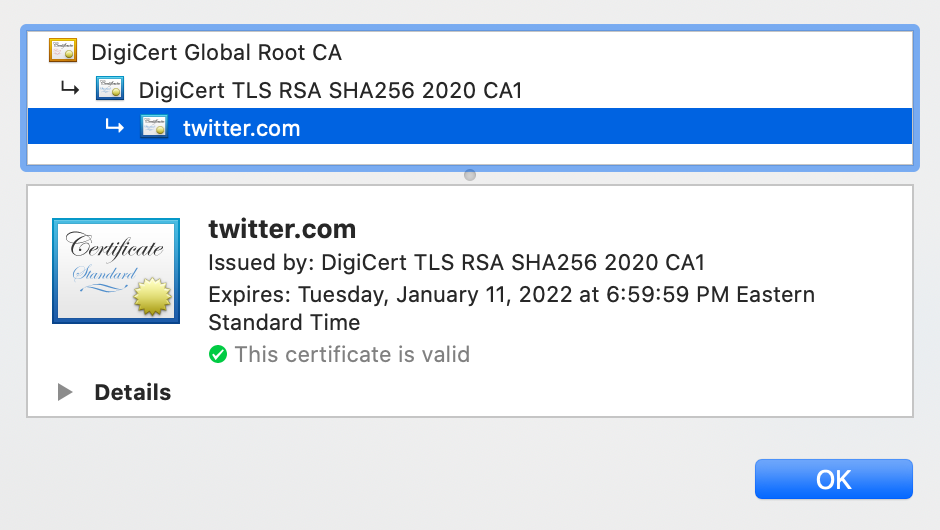 DigiCert Global Root CA
DigiCert TLS RSA SHA256 2020 CA1
twitter.com
Certificate
Standard
twitter.com
Issued by: DigiCert TLS RSA SHA256 2020 CA1
Expires: Tuesday, January 11, 2022 at 6:59:59 PM Eastern
Standard Time
This certificate is valid
Details
OK